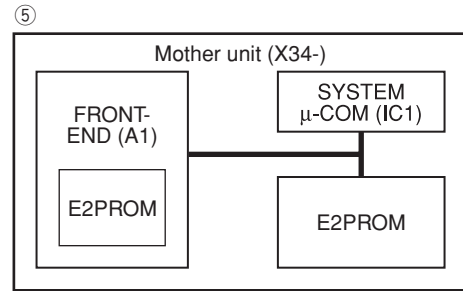 ⑤
Mother unit (X34-)
FRONT-
END (A1)
E2PROM
SYSTEM
μ-COM (IC1)
E2PROM